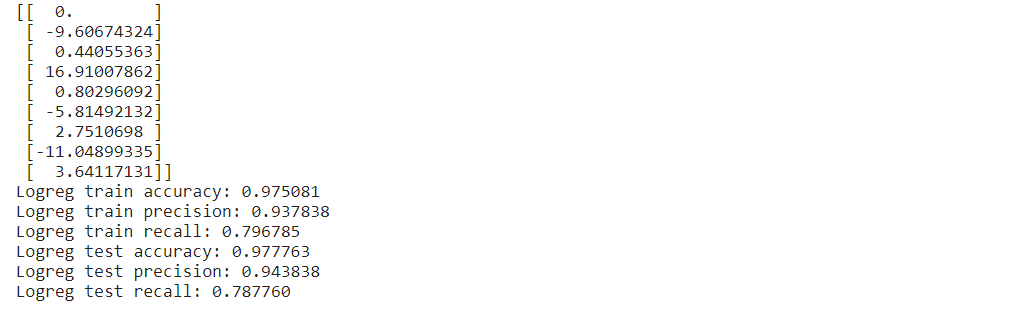 [[  0.        ]
 [ -9.60674324]
 [  0.44055363]
 [ 16.91007862]
 [  0.80296092]
 [ -5.81492132]
 [  2.7510698 ]
 [-11.04899335]
 [  3.64117131]]
Logreg train accuracy: 0.975081
Logreg train precision: 0.937838
Logreg train recall: 0.796785
Logreg test accuracy: 0.977763
Logreg test precision: 0.943838
Logreg test recall: 0.787760